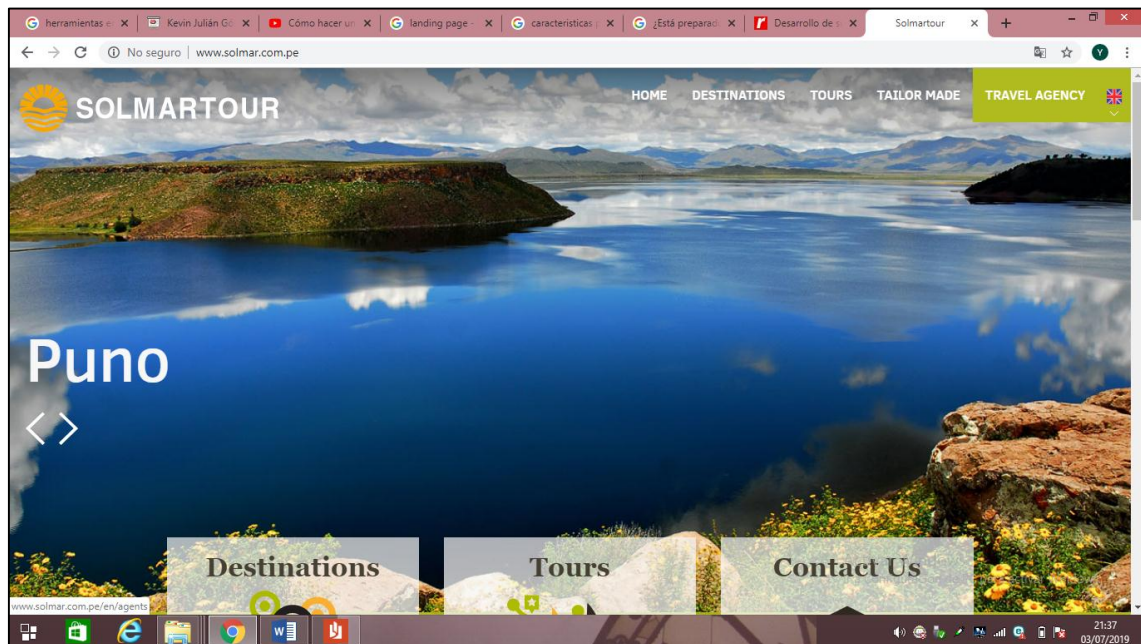 herramientas e
Kevin Julián Gó
Cómo hacer un
landing page -
caracteristicas
¿Está preparad
Desarrollo de s
Solmartour
No seguro | www.solmar.com.pe
SOLMARTOUR
HOME DESTINATIONS TOURS TAILOR MADE TRAVEL AGENCY
Puno
Destinations
Tours
Contact Us
www.solmar.com.pe/en/agents
21:37
03/07/2019